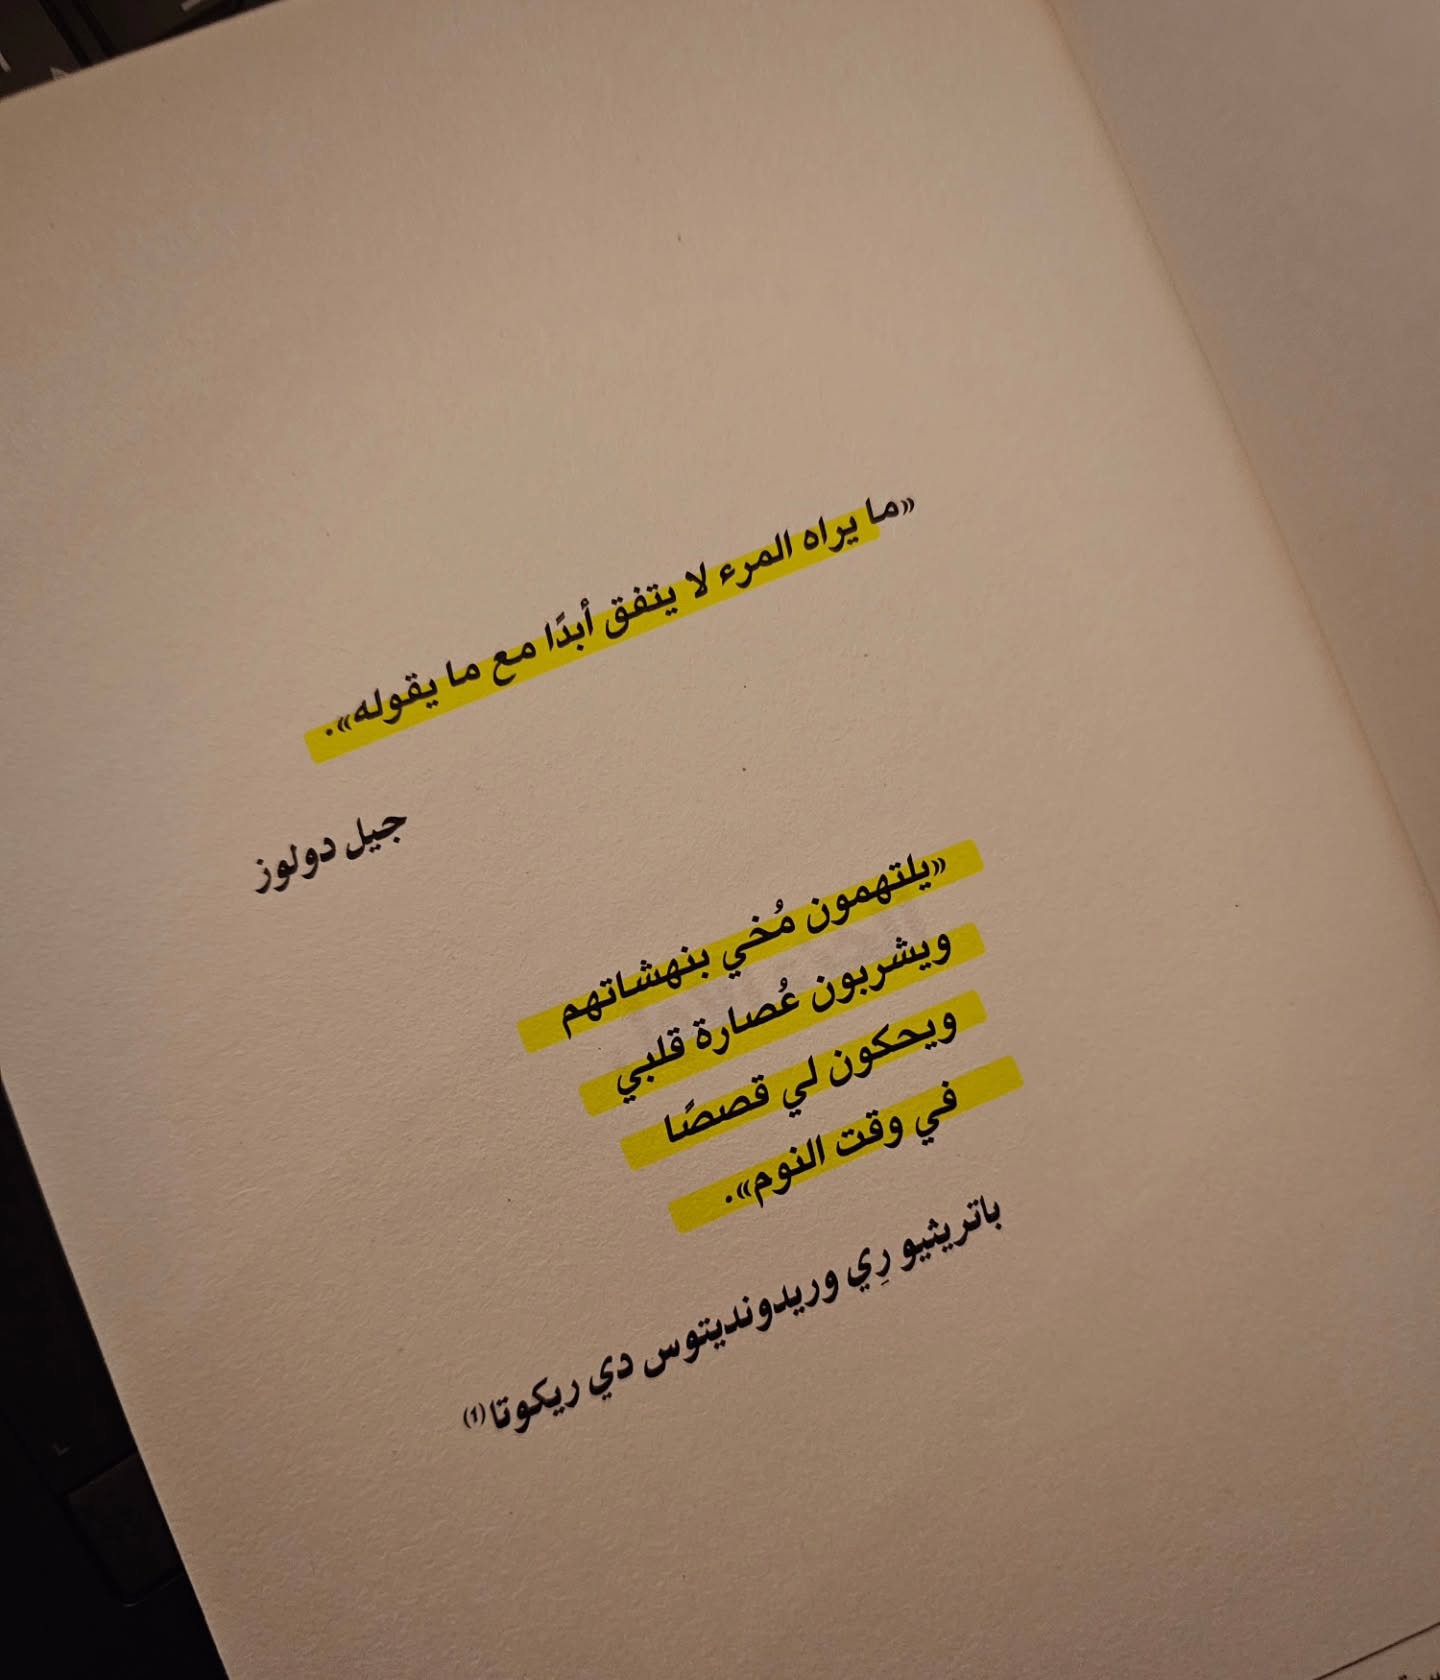 «ما يراه المرء لا يتفق أبدًا مع ما يقوله».
جيل دولوز
«يلتهمون مُخي بنهشاتهم
ويشربون عُصارة قلبي
ويحكون لي قصصًا
في وقت النوم».
باتريثيو رِي وريدونديتوس دي ريكوتا(1)